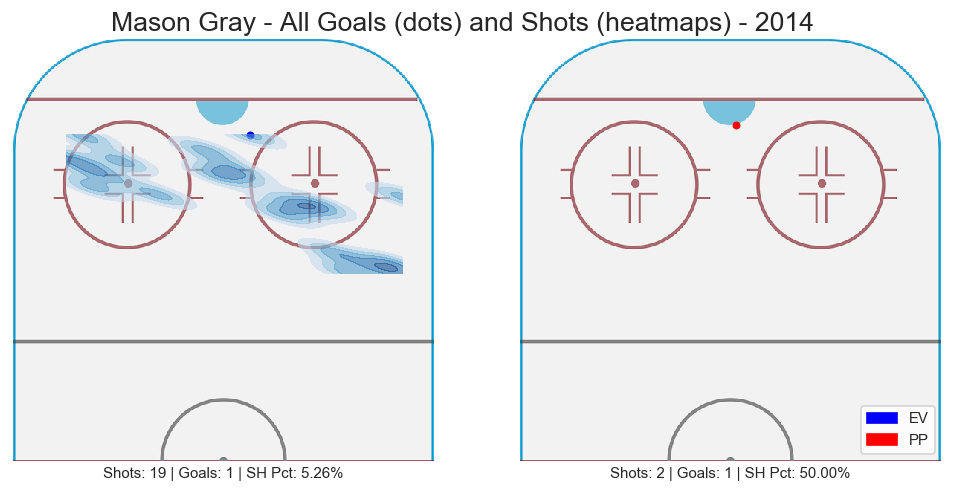 Mason Gray - All Goals (dots) and Shots (heatmaps) - 2014
EV
PP
Shots: 19 | Goals: 1 | SH Pct: 5.26%
Shots: 2 | Goals: 1 | SH Pct: 50.00%